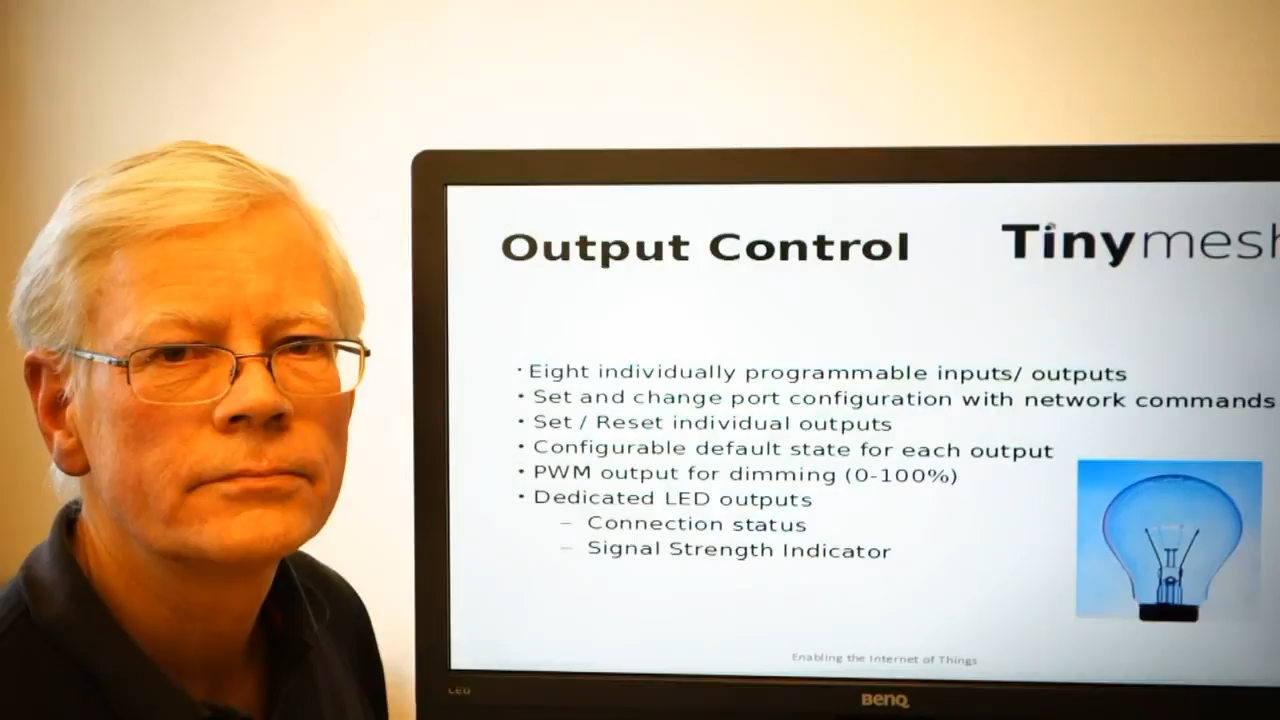 Output Control
Tinymesh
• Eight individually programmable inputs/ outputs
• Set and change port configuration with network commands
• Set / Reset individual outputs
• Configurable default state for each output
• PWM output for dimming (0-100%)
• Dedicated LED outputs
– Connection status
– Signal Strength Indicator
Enabling the Internet of Things
LED
BenQ